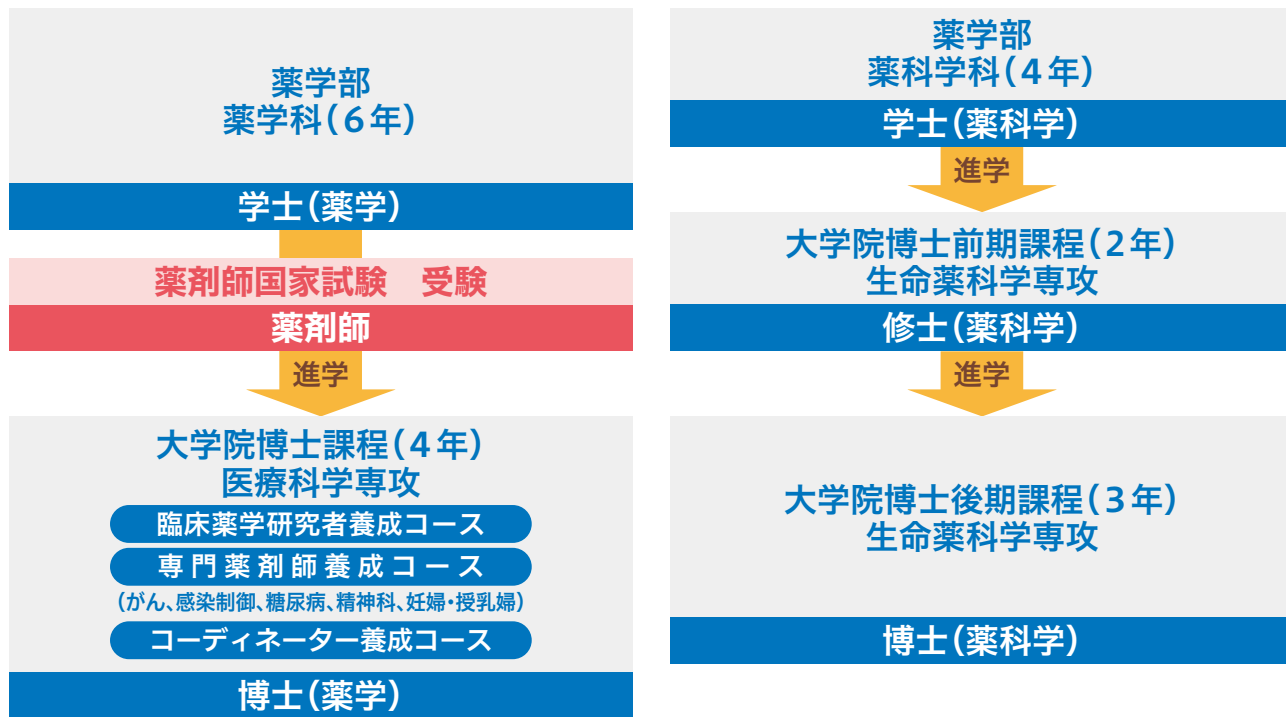 薬学部
薬学科（6年）
学士（薬学）
薬剤師国家試験　受験
薬剤師
進学
大学院博士課程（4年）
医療科学専攻
臨床薬学研究者養成コース
専門薬剤師養成コース
（がん、感染制御、糖尿病、精神科、妊婦・授乳婦）
コーディネーター養成コース
博士（薬学）
薬学部
薬科学科（4年）
学士（薬科学）
進学
大学院博士前期課程（2年）
生命薬科学専攻
修士（薬科学）
進学
大学院博士後期課程（3年）
生命薬科学専攻
博士（薬科学）